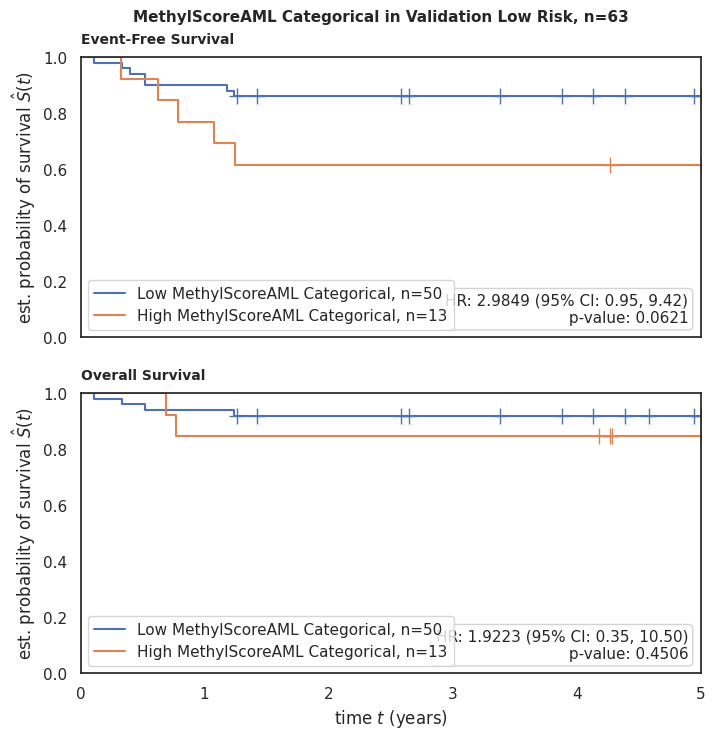 MethylScoreAML Categorical in Validation Low Risk, n=63
Event-Free Survival
est. probability of survival Ŝ(t)
1.0
0.8
0.6
0.4
0.2
0.0
Low MethylScoreAML Categorical, n=50
High MethylScoreAML Categorical, n=13
HR: 2.9849 (95% CI: 0.95, 9.42)
p-value: 0.0621
Overall Survival
est. probability of survival Ŝ(t)
1.0
0.8
0.6
0.4
0.2
0.0
Low MethylScoreAML Categorical, n=50
High MethylScoreAML Categorical, n=13
HR: 1.9223 (95% CI: 0.35, 10.50)
p-value: 0.4506
0 1 2 3 4 5
time t (years)